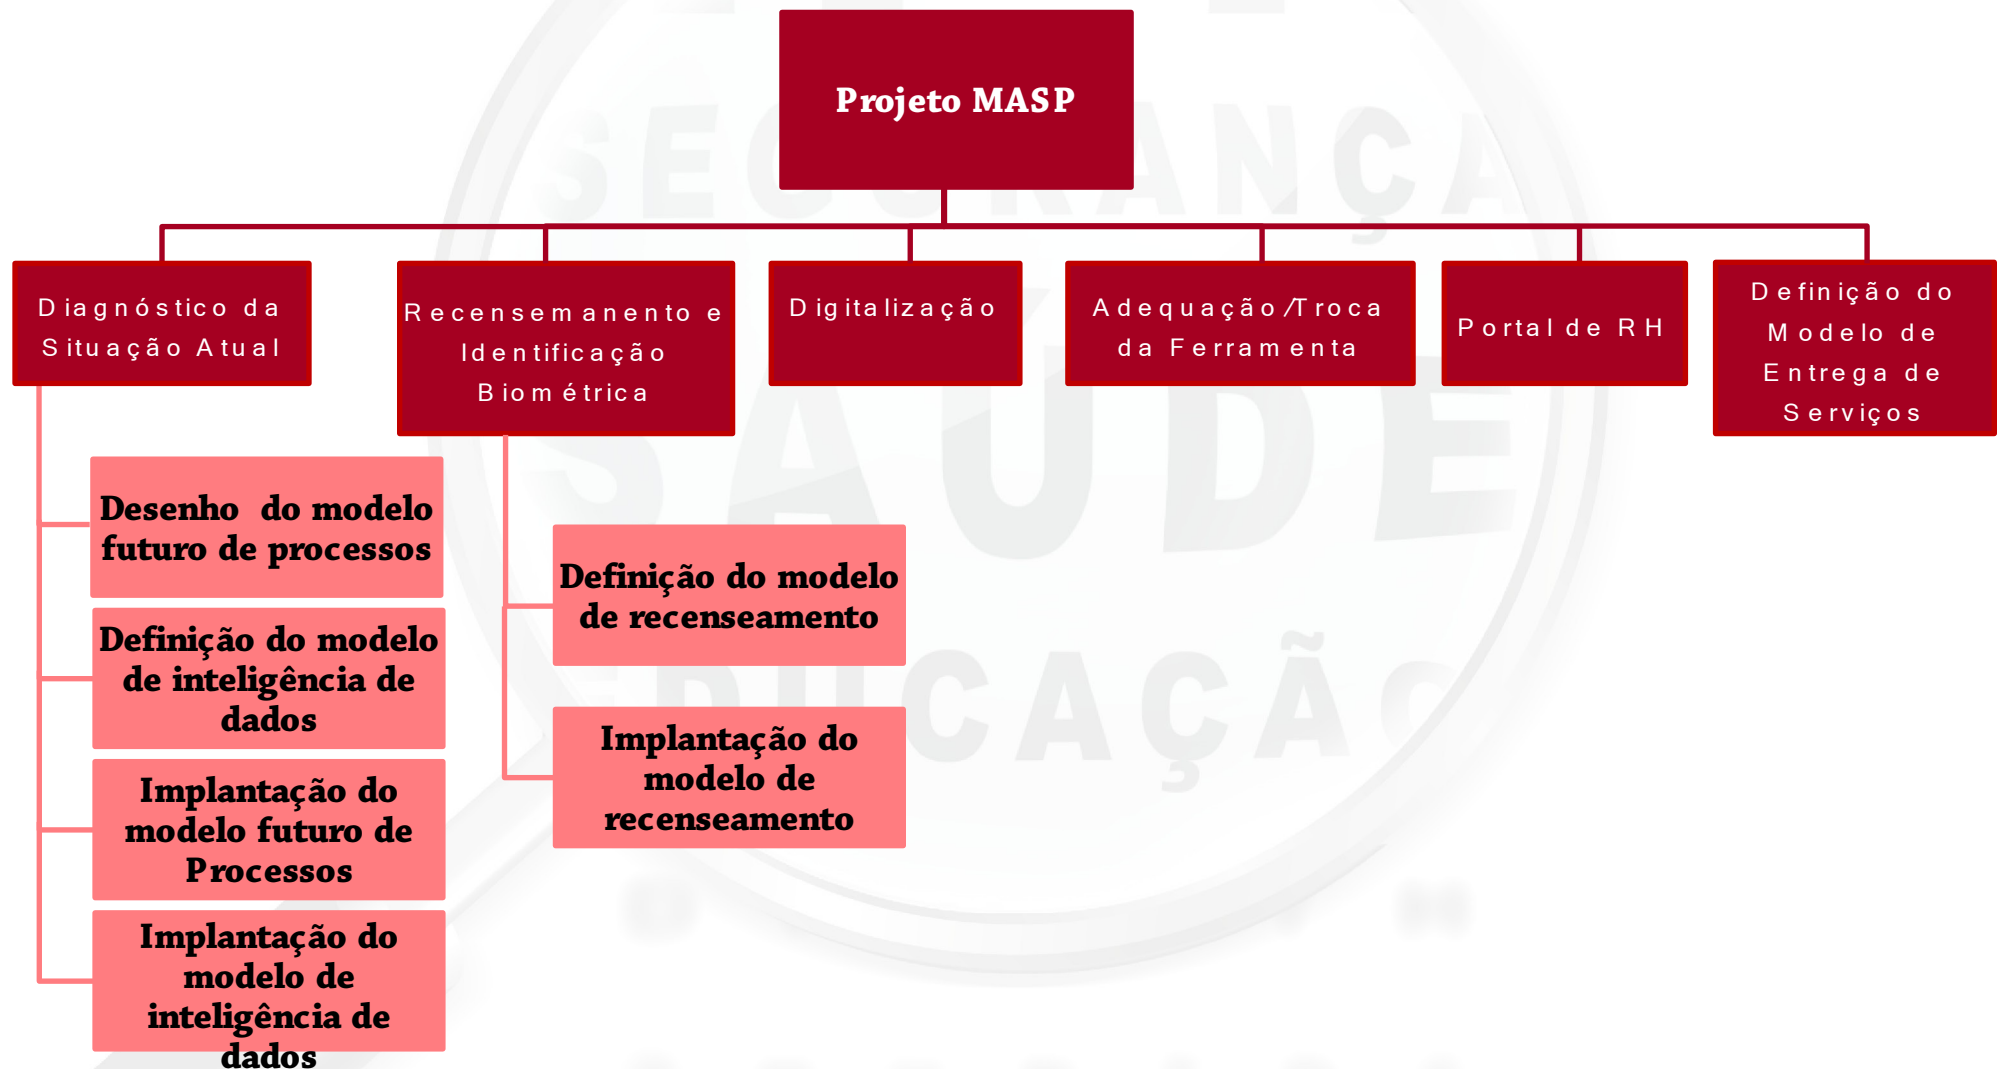 Projeto MASP
Diagnóstico da
Situação Atual
Recensemanento e
Identificação
Biométrica
Digitalização
Adequação/Troca
da Ferramenta
Portal de RH
Definição do
Modelo de
Entrega de
Serviços
Desenho do modelo
futuro de processos
Definição do modelo
de inteligência de
dados
Implantação do
modelo futuro de
Processos
Implantação do
modelo de
inteligência de
dados
Definição do modelo
de recenseamento
Implantação do
modelo de
recenseamento
SEGURANÇA
SAÚDE
EDUCAÇÃO